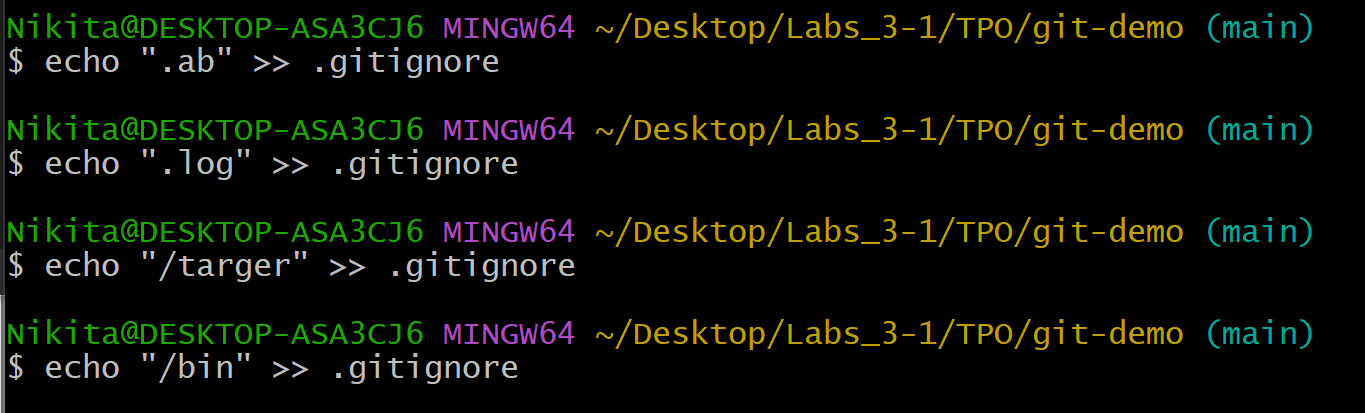 Nikita@DESKTOP-ASA3CJ6 MINGW64 ~/Desktop/Labs_3-1/TPO/git-demo (main)
$ echo ".ab" >> .gitignore
Nikita@DESKTOP-ASA3CJ6 MINGW64 ~/Desktop/Labs_3-1/TPO/git-demo (main)
$ echo ".log" >> .gitignore
Nikita@DESKTOP-ASA3CJ6 MINGW64 ~/Desktop/Labs_3-1/TPO/git-demo (main)
$ echo "/targer" >> .gitignore
Nikita@DESKTOP-ASA3CJ6 MINGW64 ~/Desktop/Labs_3-1/TPO/git-demo (main)
$ echo "/bin" >> .gitignore